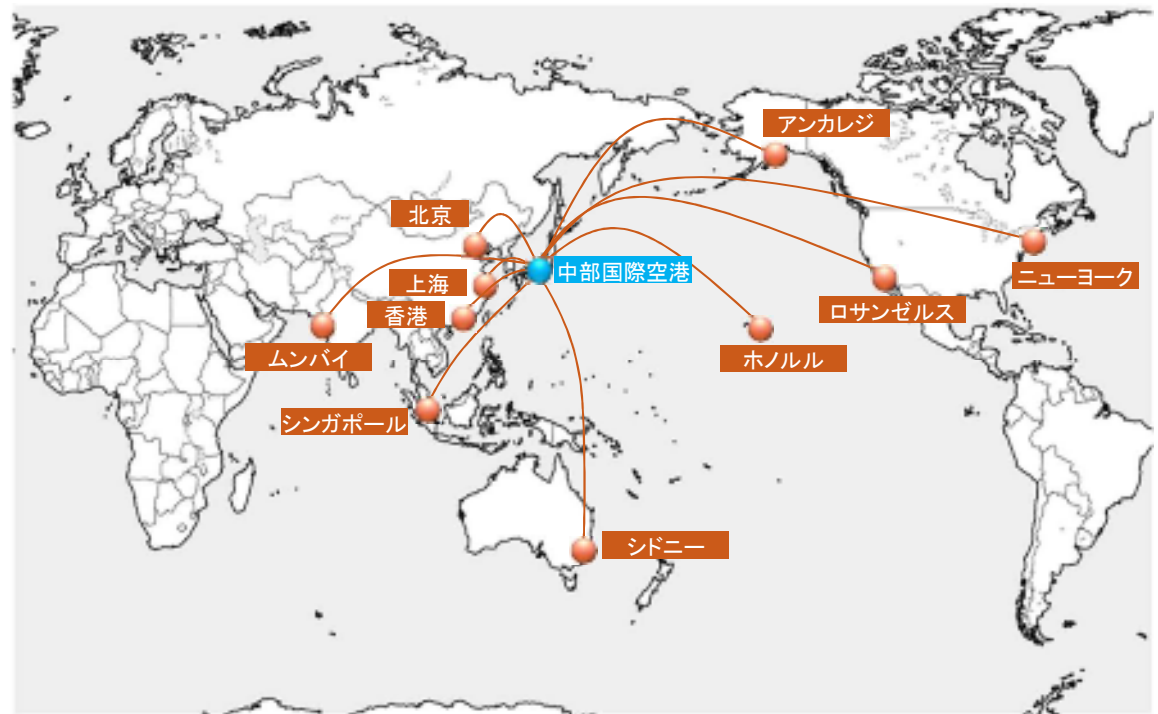 アンカレジ
北京
中部国際空港
ニューヨーク
上海
ロサンゼルス
香港
ムンバイ
ホノルル
シンガポール
シドニー